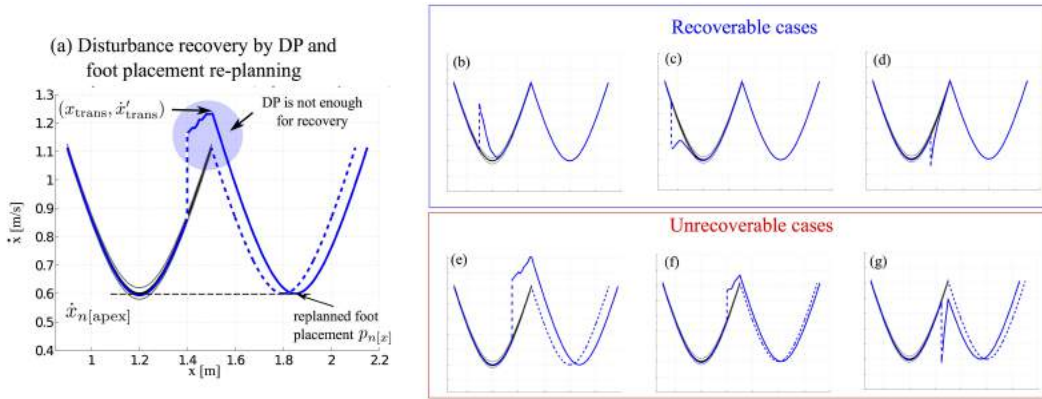 (a) Disturbance recovery by DP and
foot placement re-planning
1.3
1.2
1.1
1
0.9
0.8
0.7
0.6
0.5
0.4
ẋ [m/s]
(x_trans, ẋ'_trans)
DP is not enough
for recovery
ẋ_n[apex]
replanned foot
placement p_n[x]
1 1.2 1.4 1.6 1.8 2 2.2
x [m]
Recoverable cases
(b) (c) (d)
Unrecoverable cases
(e) (f) (g)